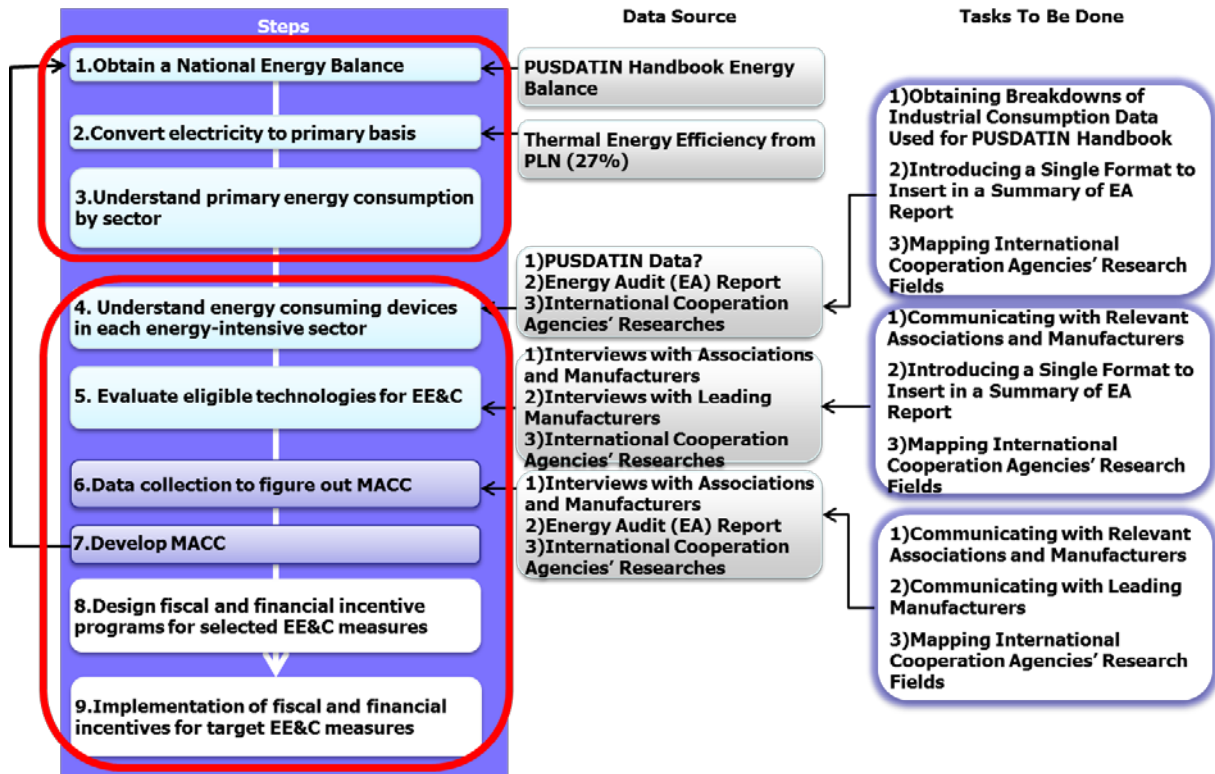 Steps
Data Source
Tasks To Be Done
1.Obtain a National Energy Balance
2.Convert electricity to primary basis
3.Understand primary energy consumption
by sector
4. Understand energy consuming devices
in each energy-intensive sector
5. Evaluate eligible technologies for EE&C
6.Data collection to figure out MACC
7.Develop MACC
8.Design fiscal and financial incentive
programs for selected EE&C measures
9.Implementation of fiscal and financial
incentives for target EE&C measures
PUSDATIN Handbook Energy
Balance
Thermal Energy Efficiency from
PLN (27%)
1)PUSDATIN Data?
2)Energy Audit (EA) Report
3)International Cooperation
Agencies' Researches
1)Interviews with Associations
and Manufacturers
2)Interviews with Leading
Manufacturers
3)International Cooperation
Agencies' Researches
1)Interviews with Associations
and Manufacturers
2)Energy Audit (EA) Report
3)International Cooperation
Agencies' Researches
1)Obtaining Breakdowns of
Industrial Consumption Data
Used for PUSDATIN Handbook
2)Introducing a Single Format to
Insert in a Summary of EA
Report
3)Mapping International
Cooperation Agencies' Research
Fields
1)Communicating with Relevant
Associations and Manufacturers
2)Introducing a Single Format to
Insert in a Summary of EA
Report
3)Mapping International
Cooperation Agencies' Research
Fields
1)Communicating with Relevant
Associations and Manufacturers
2)Communicating with Leading
Manufacturers
3)Mapping International
Cooperation Agencies' Research
Fields